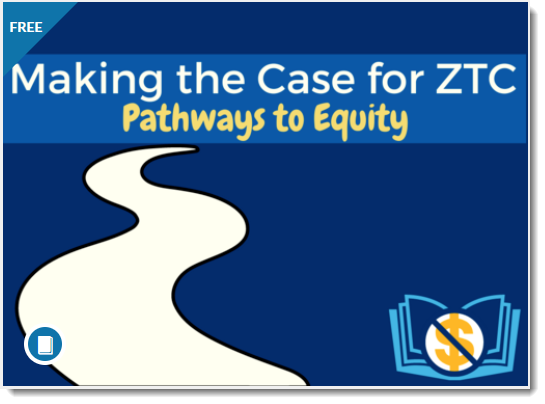 FREE
Making the Case for ZTC
Pathways to Equity
$